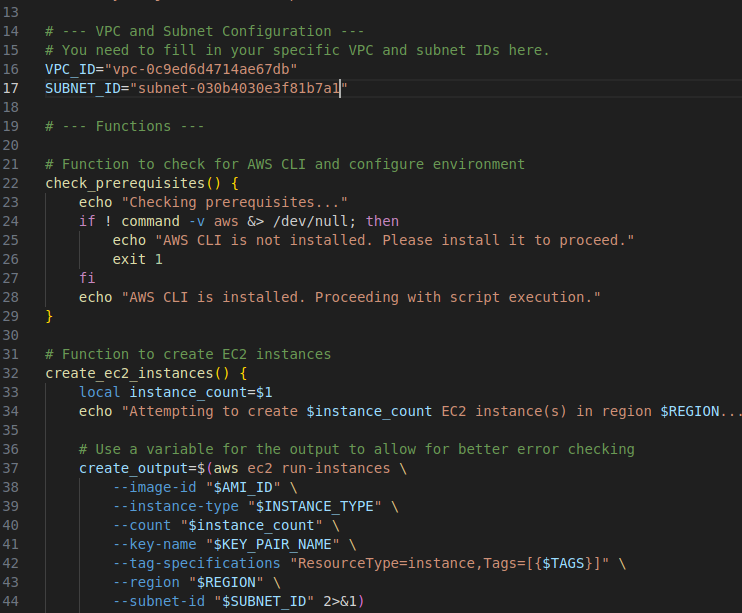 13
14 # --- VPC and Subnet Configuration ---
15 # You need to fill in your specific VPC and subnet IDs here.
16 VPC_ID="vpc-0c9ed6d4714ae67db"
17 SUBNET_ID="subnet-030b4030e3f81b7a1"
18
19 # --- Functions ---
20
21 # Function to check for AWS CLI and configure environment
22 check_prerequisites() {
23     echo "Checking prerequisites..."
24     if ! command -v aws &> /dev/null; then
25         echo "AWS CLI is not installed. Please install it to proceed."
26         exit 1
27     fi
28     echo "AWS CLI is installed. Proceeding with script execution."
29 }
30
31 # Function to create EC2 instances
32 create_ec2_instances() {
33     local instance_count=$1
34     echo "Attempting to create $instance_count EC2 instance(s) in region $REGION...
35
36     # Use a variable for the output to allow for better error checking
37     create_output=$(aws ec2 run-instances \
38         --image-id "$AMI_ID" \
39         --instance-type "$INSTANCE_TYPE" \
40         --count "$instance_count" \
41         --key-name "$KEY_PAIR_NAME" \
42         --tag-specifications "ResourceType=instance,Tags=[{$TAGS}]" \
43         --region "$REGION" \
44         --subnet-id "$SUBNET_ID" 2>&1)